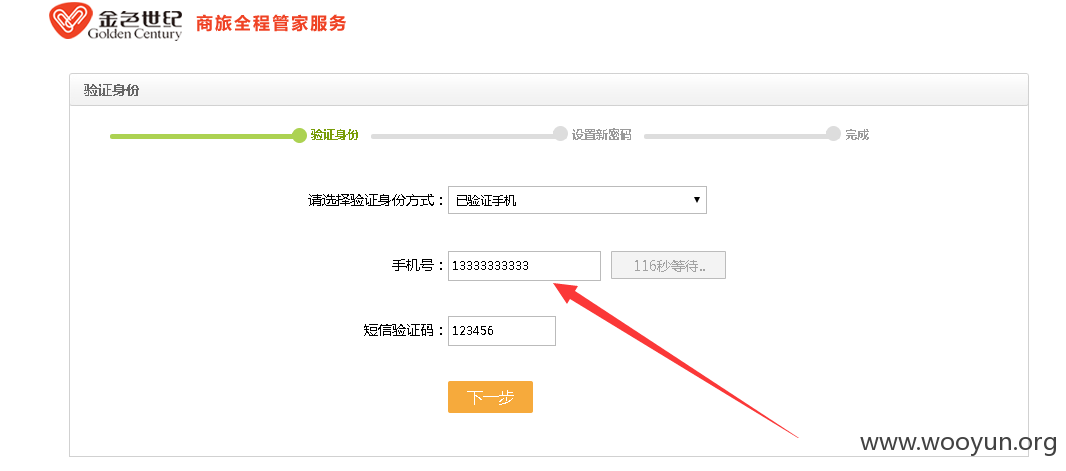 金色世纪 商旅全程管家服务
Golden Century
验证身份
验证身份 设置新密码 完成
请选择验证身份方式： 已验证手机
手机号： 13333333333 116秒等待..
短信验证码： 123456
下一步
www.wooyun.org